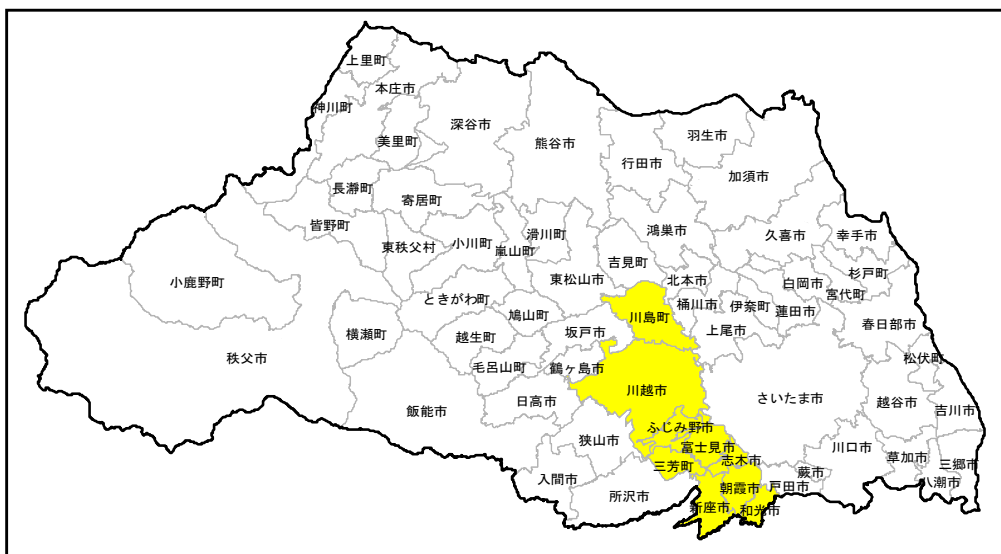 上里町
本庄市
神川町
美里町
深谷市
熊谷市
行田市
羽生市
加須市
長瀞町
寄居町
皆野町
東秩父村
小川町
嵐山町
滑川町
鴻巣市
久喜市
幸手市
小鹿野町
ときがわ町
東松山市
吉見町
北本市
白岡市
杉戸町
宮代町
桶川市
伊奈町
蓮田市
川島町
横瀬町
越生町
鳩山町
坂戸市
上尾市
春日部市
秩父市
毛呂山町
鶴ヶ島市
松伏町
飯能市
日高市
川越市
さいたま市
越谷市
吉川市
狭山市
ふじみ野市
富士見市
川口市
草加市
三郷市
入間市
三芳町
志木市
蕨市
八潮市
所沢市
朝霞市
戸田市
新座市
和光市